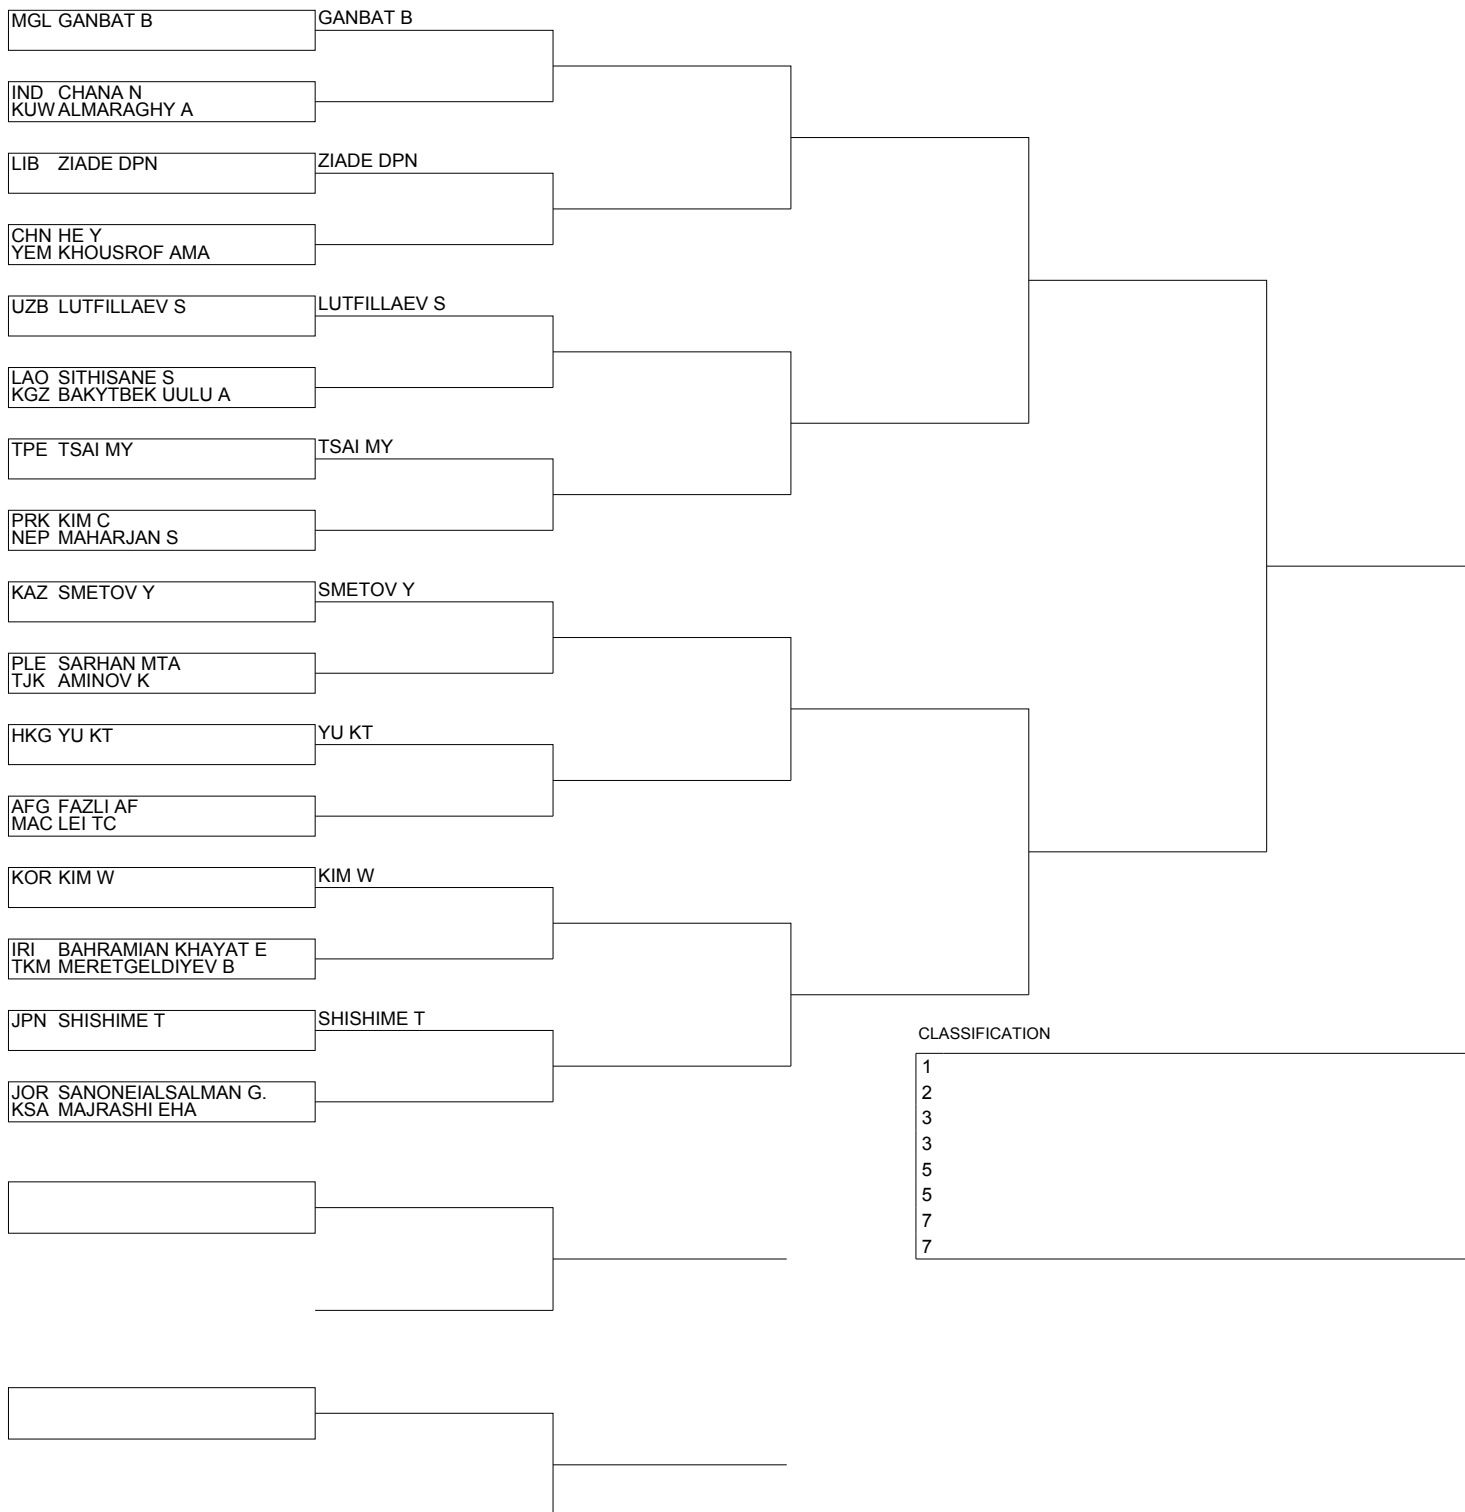 MGL GANBAT B
GANBAT B
IND CHANA N
KUW ALMARAGHY A
LIB ZIADE DPN
ZIADE DPN
CHN HE Y
YEM KHOUSROF AMA
UZB LUTFILLAEV S
LUTFILLAEV S
LAO SITHISANE S
KGZ BAKYTBEK UULU A
TPE TSAI MY
TSAI MY
PRK KIM C
NEP MAHARJAN S
KAZ SMETOV Y
SMETOV Y
PLE SARHAN MTA
TJK AMINOV K
HKG YU KT
YU KT
AFG FAZLI AF
MAC LEI TC
KOR KIM W
KIM W
IRI BAHRAMIAN KHAYAT E
TKM MERETGELDIYEV B
JPN SHISHIME T
SHISHIME T
JOR SANONEIALSALMAN G.
KSA MAJRASHI EHA
CLASSIFICATION
1
2
3
3
5
5
7
7